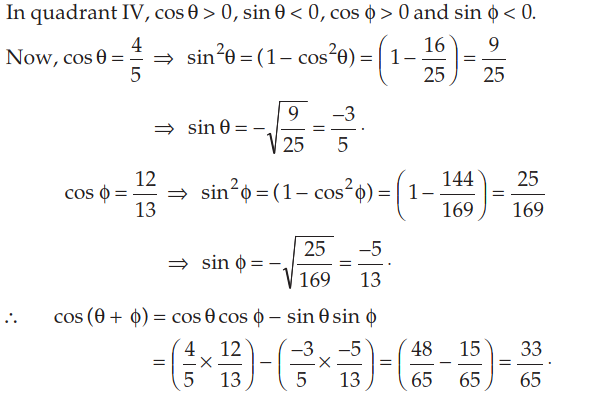 In quadrant IV, cos θ > 0, sin θ < 0, cos ϕ > 0 and sin ϕ < 0.
Now, cos θ = 4/5 ⇒ sin²θ = (1 – cos²θ) = (1 – 16/25) = 9/25
⇒ sin θ = –√(9/25) = –3/5 ·
cos ϕ = 12/13 ⇒ sin²ϕ = (1 – cos²ϕ) = (1 – 144/169) = 25/169
⇒ sin ϕ = –√(25/169) = –5/13 ·
∴ cos (θ + ϕ) = cos θ cos ϕ – sin θ sin ϕ
= (4/5 × 12/13) – (–3/5 × –5/13) = (48/65 – 15/65) = 33/65 ·